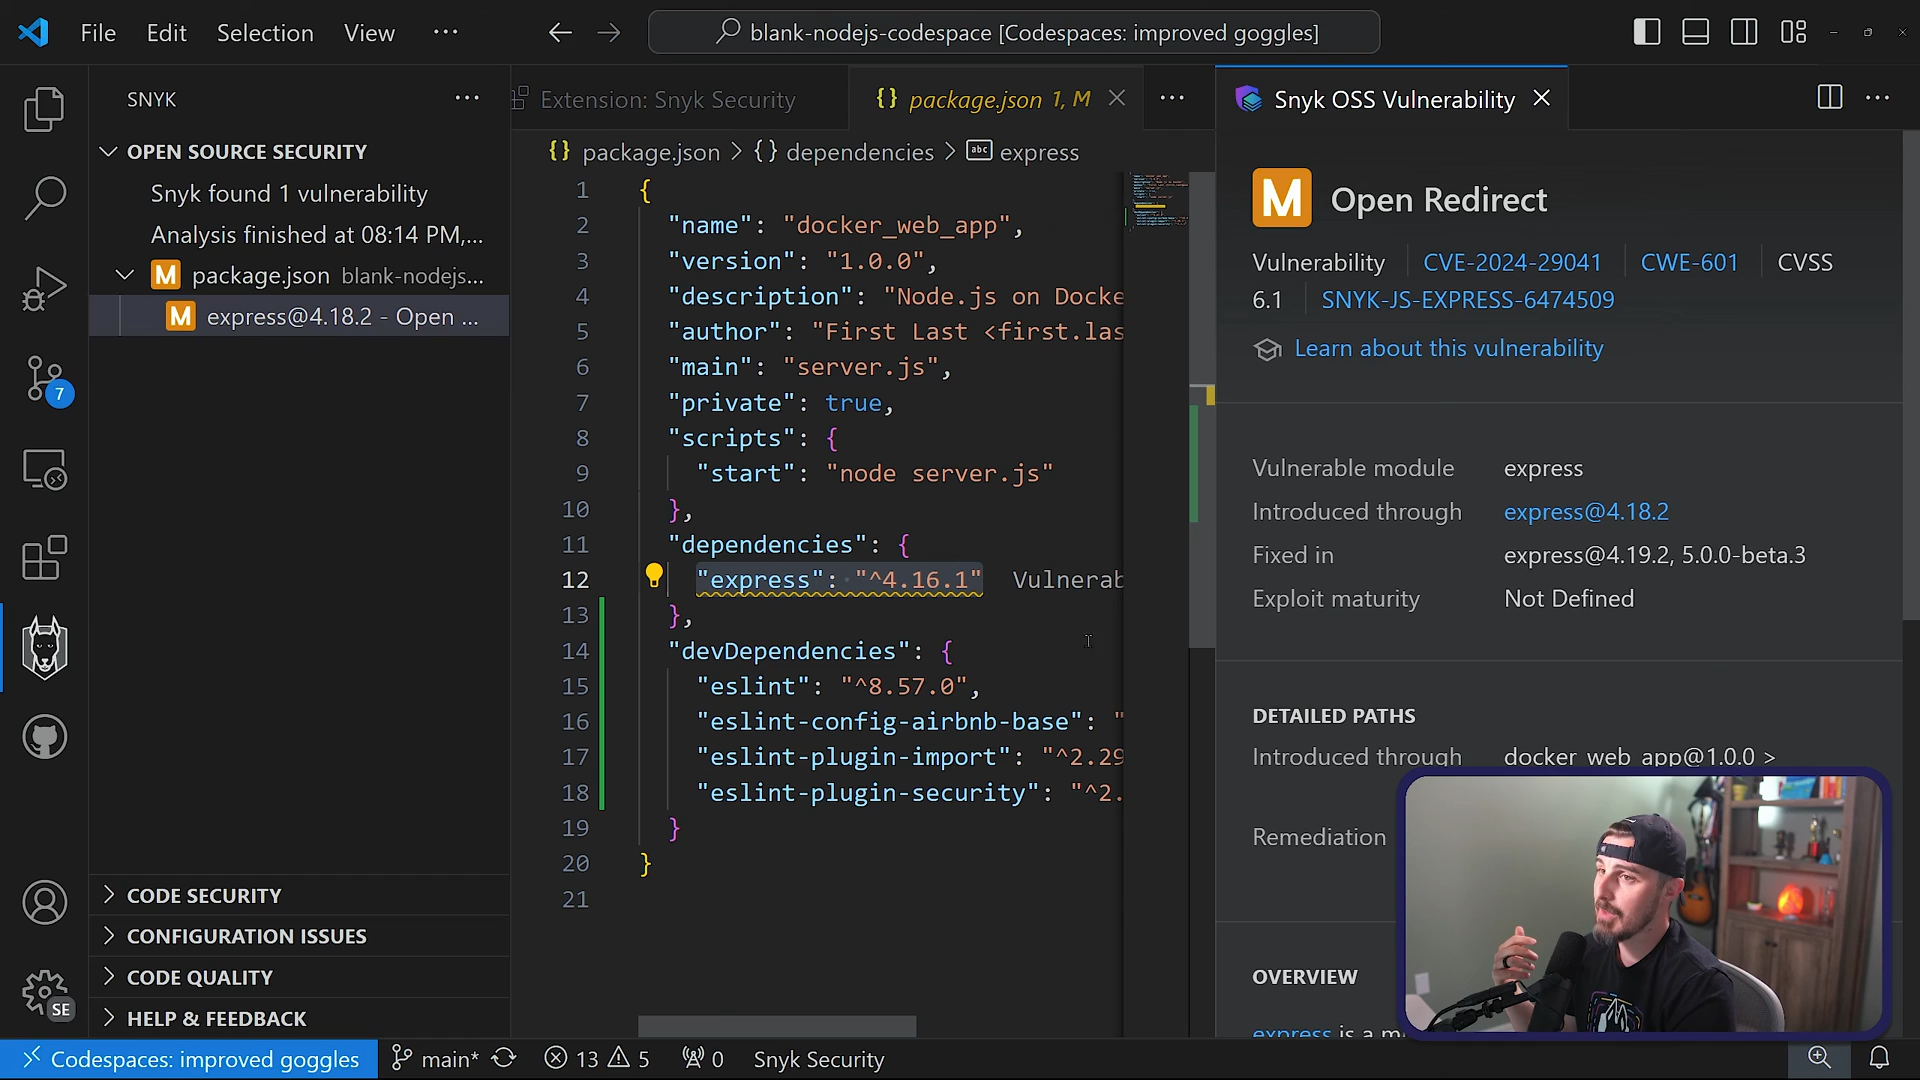 File Edit Selection View ···
blank-nodejs-codespace [Codespaces: improved goggles]
SNYK ···
OPEN SOURCE SECURITY
Snyk found 1 vulnerability
Analysis finished at 08:14 PM,...
M package.json blank-nodejs...
M express@4.18.2 - Open ...
7
CODE SECURITY
CONFIGURATION ISSUES
CODE QUALITY
HELP & FEEDBACK
SE
Extension: Snyk Security
{} package.json 1, M
{} package.json > {} dependencies > abc express
1 {
2 "name": "docker_web_app",
3 "version": "1.0.0",
4 "description": "Node.js on Docke
5 "author": "First Last <first.las
6 "main": "server.js",
7 "private": true,
8 "scripts": {
9 "start": "node server.js"
10 },
11 "dependencies": {
12 "express": "^4.16.1" Vulnerab
13 },
14 "devDependencies": {
15 "eslint": "^8.57.0",
16 "eslint-config-airbnb-base": "
17 "eslint-plugin-import": "^2.29
18 "eslint-plugin-security": "^2.
19 }
20 }
21
Snyk OSS Vulnerability
M Open Redirect
Vulnerability CVE-2024-29041 CWE-601 CVSS
6.1 SNYK-JS-EXPRESS-6474509
Learn about this vulnerability
Vulnerable module express
Introduced through express@4.18.2
Fixed in express@4.19.2, 5.0.0-beta.3
Exploit maturity Not Defined
DETAILED PATHS
Introduced through docker_web_app@1.0.0 >
Remediation
OVERVIEW
express is a m
Codespaces: improved goggles main* 13 5 0 Snyk Security